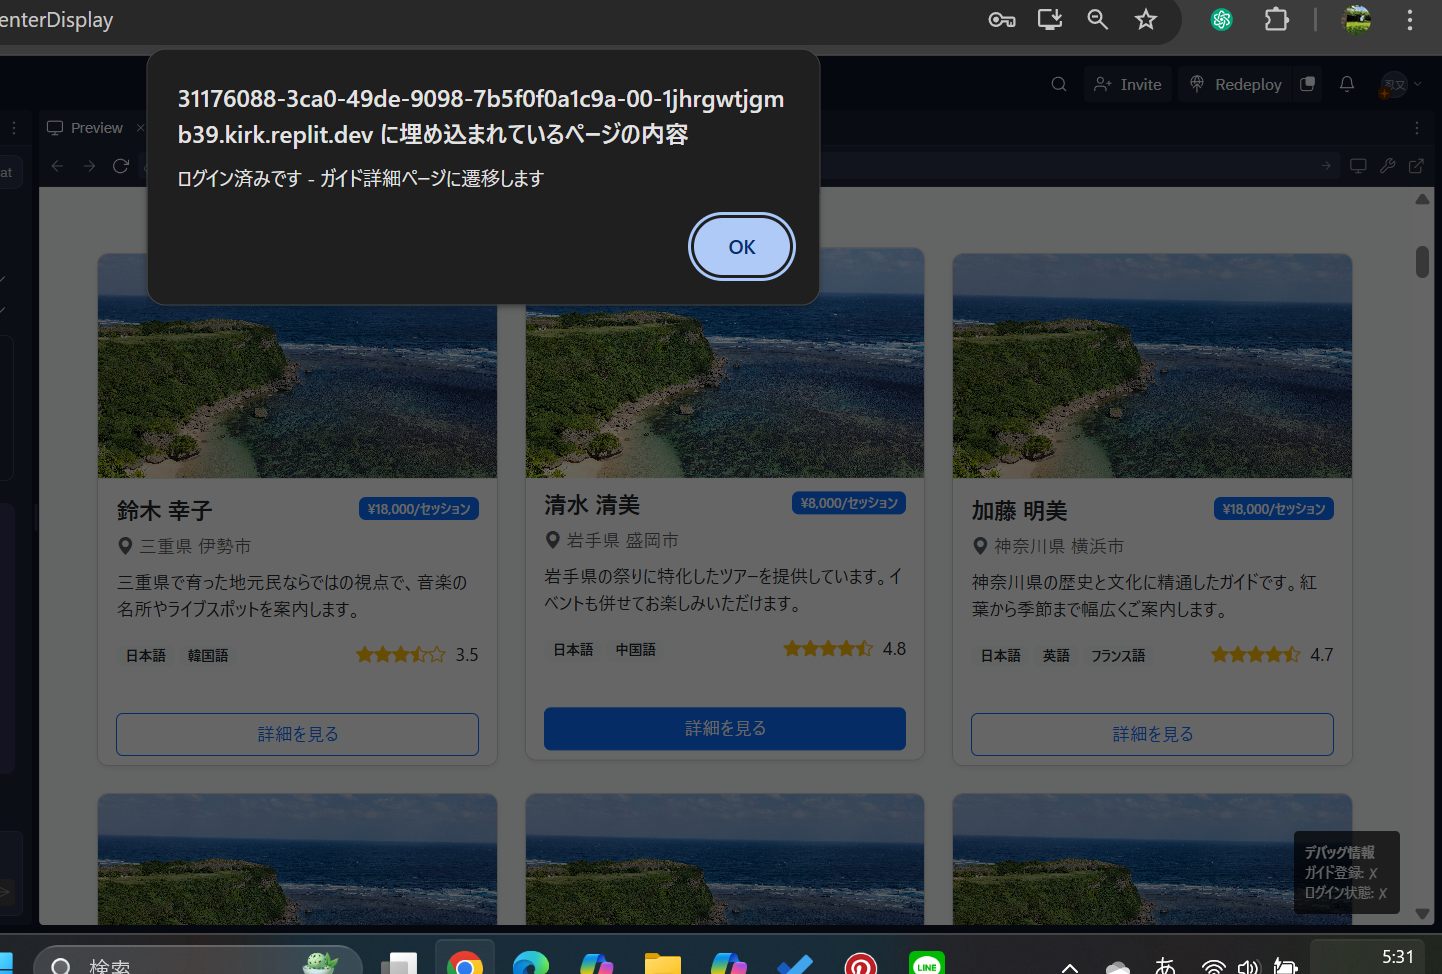 enterDisplay
31176088-3ca0-49de-9098-7b5f0f0a1c9a-00-1jhrgwtjgm
b39.kirk.replit.dev に埋め込まれているページの内容
ログイン済みです - ガイド詳細ページに遷移します
OK
Invite
Redeploy
忍又
Preview
at
鈴木 幸子
¥18,000/セッション
三重県 伊勢市
三重県で育った地元民ならではの視点で、音楽の
名所やライブスポットを案内します。
日本語 韓国語
3.5
詳細を見る
清水 清美
¥8,000/セッション
岩手県 盛岡市
岩手県の祭りに特化したツアーを提供しています。イ
ベントも併せてお楽しみいただけます。
日本語 中国語
4.8
詳細を見る
加藤 明美
¥18,000/セッション
神奈川県 横浜市
神奈川県の歴史と文化に精通したガイドです。紅
葉から季節まで幅広くご案内します。
日本語 英語 フランス語
4.7
詳細を見る
デバッグ情報
ガイド登録: ✗
ログイン状態: ✗
検索
LINE
あ
5:31